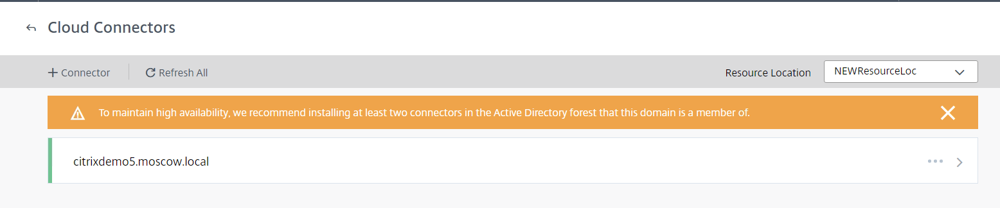 Cloud Connectors
Connector
Refresh All
Resource Location
NEWResourceLoc
To maintain high availability, we recommend installing at least two connectors in the Active Directory forest that this domain is a member of.
citrixdemo5.moscow.local